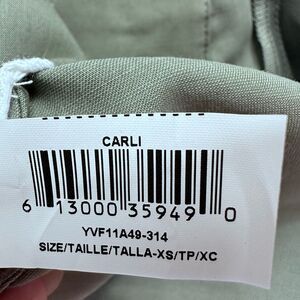 CARLI
6 13000 35949 0
YVF11A49-314
SIZE/TAILLE/TALLA-XS/TP/XC